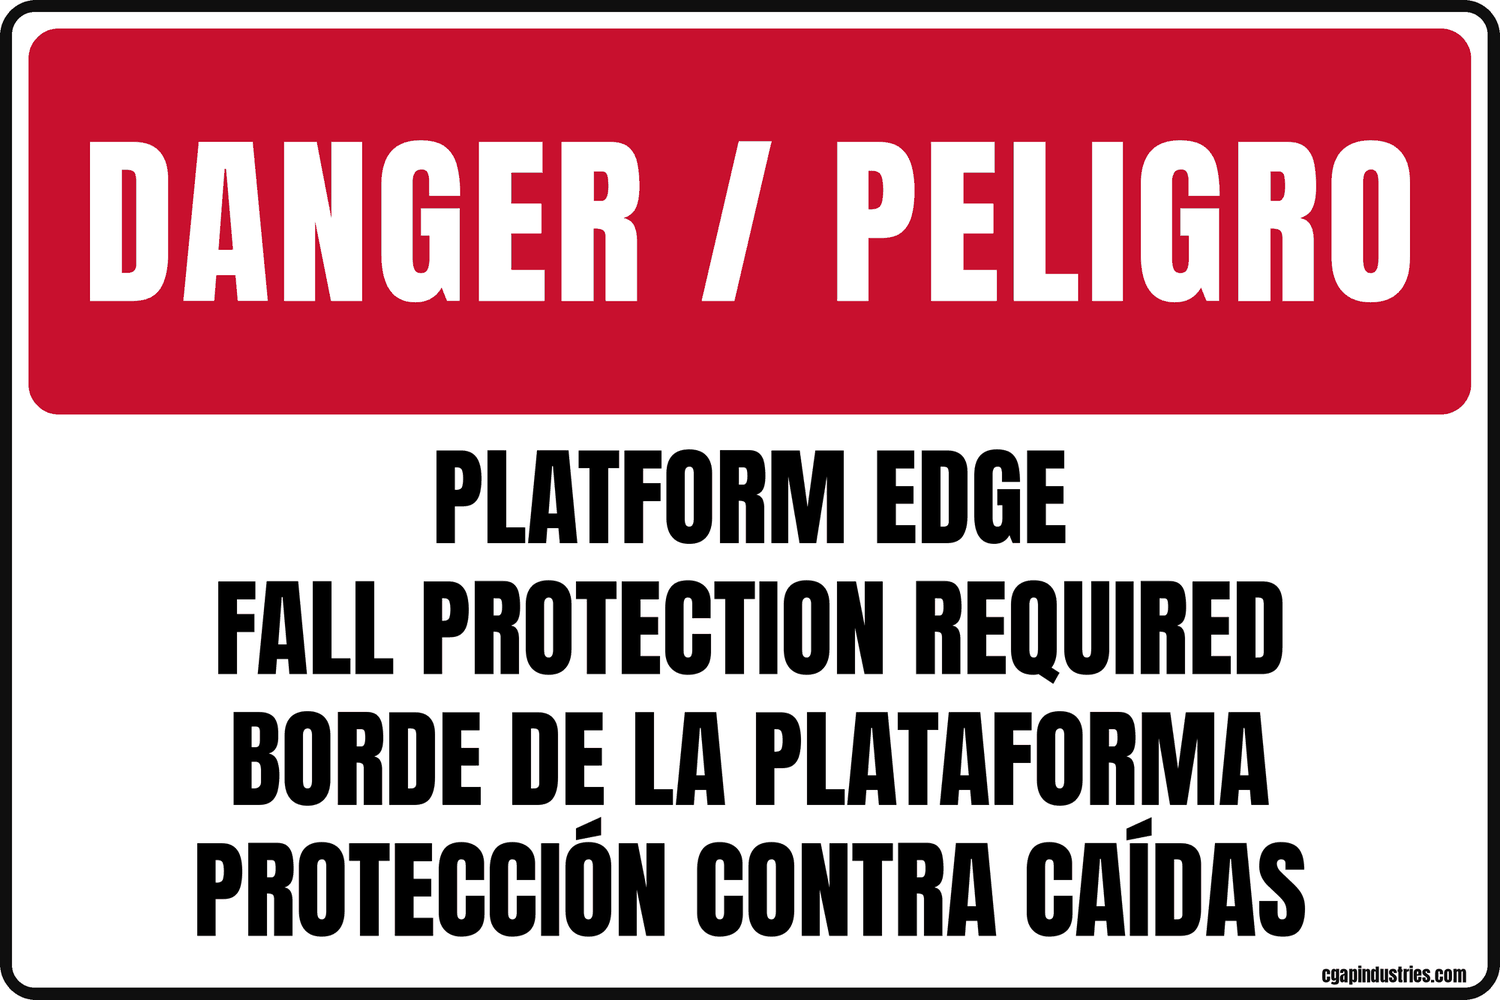 DANGER / PELIGRO
PLATFORM EDGE
FALL PROTECTION REQUIRED
BORDE DE LA PLATAFORMA
PROTECCIÓN CONTRA CAÍDAS
cgapindustries.com